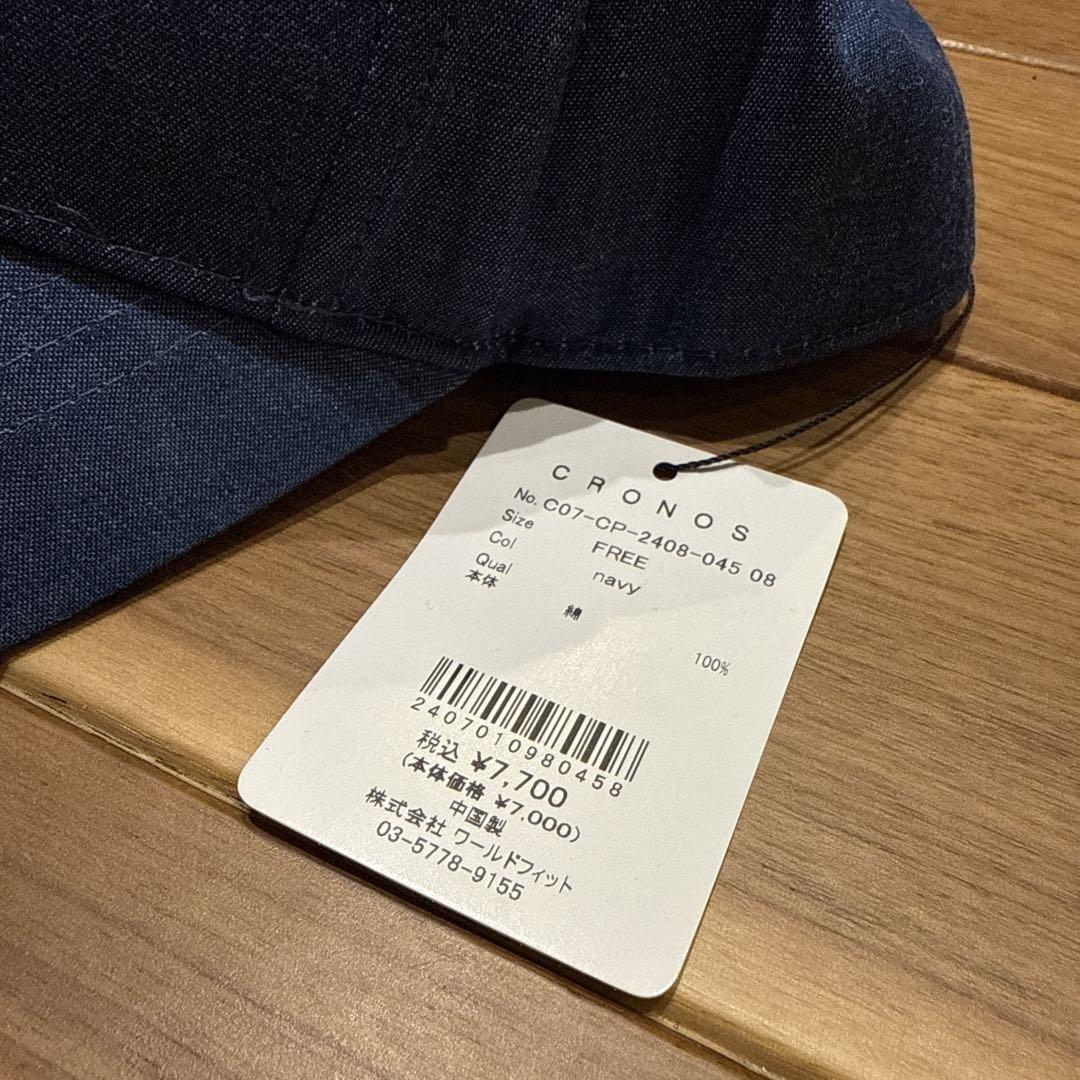 CRONOS
No. C07-CP-2408-045 08
Size FREE
Col navy
Qual
本体 綿 100%
2407010980458
税込 ¥7,700
(本体価格 ¥7,000)
中国製
株式会社 ワールドフィット
03-5778-9155